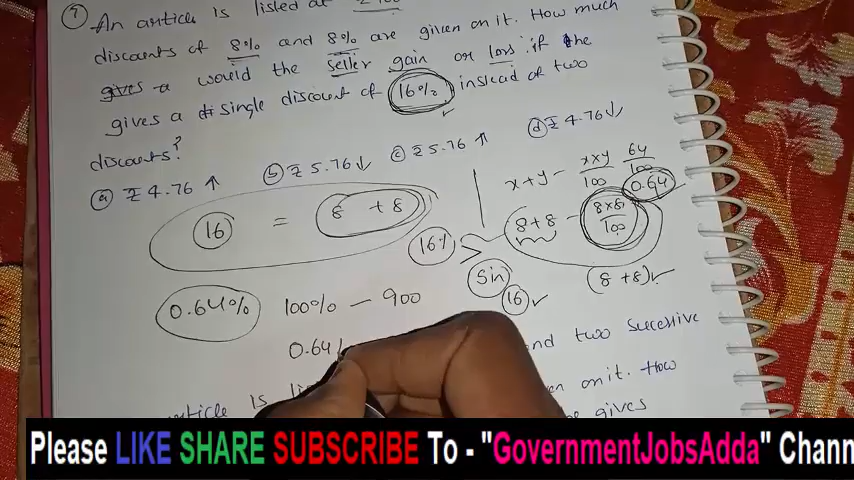 7 An article is listed at
discounts of 8% and 8% are given on it. How much
a would the seller gain or loss if the
gives a single discount of 16% instead of two
discounts?
a ₹ 4.76 ↑ b ₹ 5.76 ↓ c ₹ 5.76 ↑ d ₹ 4.76 ↓
x + y - x×y/100 64/100
16 = 8 + 8
16% > 8 + 8 - 8×8/100 0.64
Sin 16 (8 + 8)
0.64% 100% — 900
0.64
and two successive
article is on it. How
gives
Please LIKE SHARE SUBSCRIBE To - "GovernmentJobsAdda" Chann